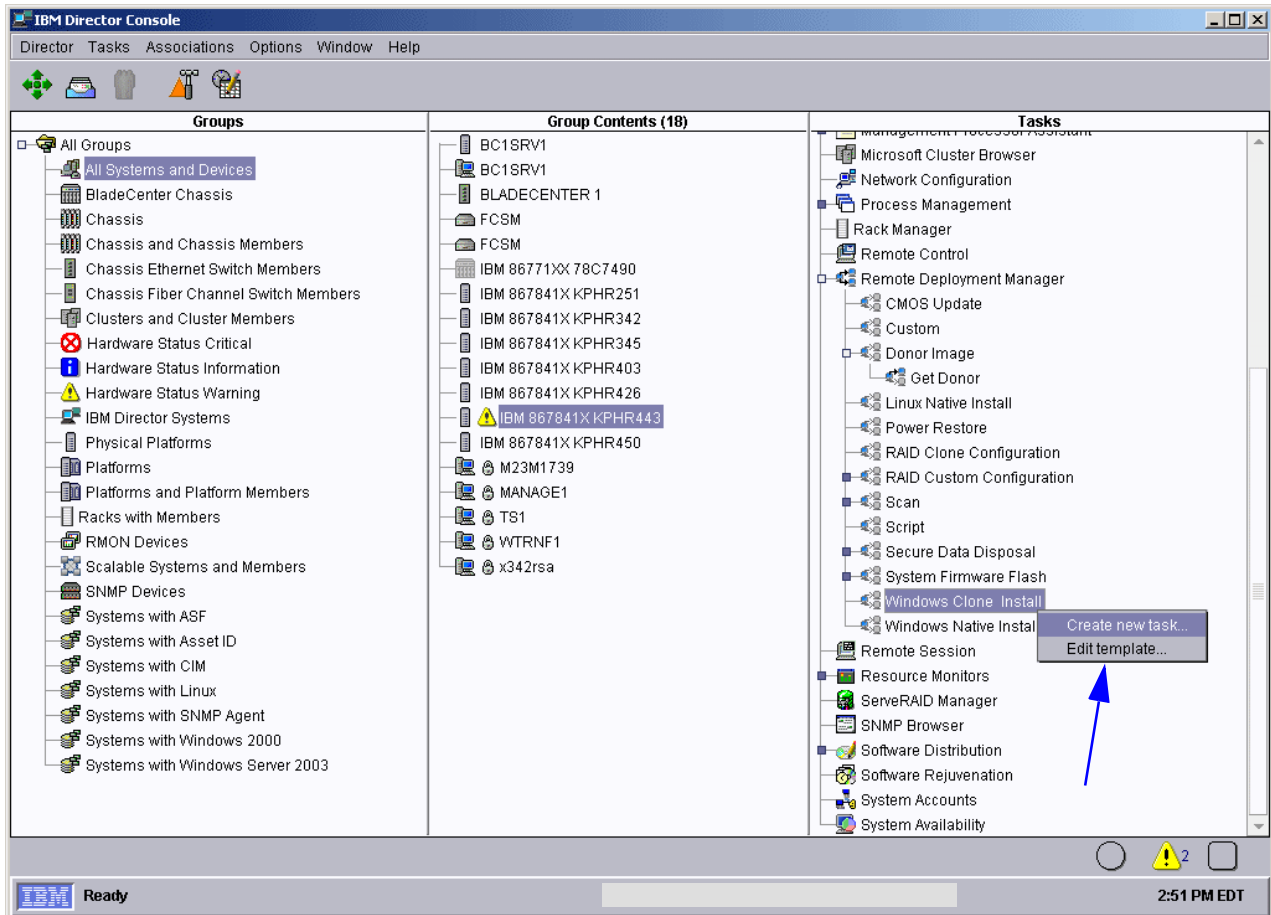 IBM Director Console
Director Tasks Associations Options Window Help
Groups
All Groups
All Systems and Devices
BladeCenter Chassis
Chassis
Chassis and Chassis Members
Chassis Ethernet Switch Members
Chassis Fiber Channel Switch Members
Clusters and Cluster Members
Hardware Status Critical
Hardware Status Information
Hardware Status Warning
IBM Director Systems
Physical Platforms
Platforms
Platforms and Platform Members
Racks with Members
RMON Devices
Scalable Systems and Members
SNMP Devices
Systems with ASF
Systems with Asset ID
Systems with CIM
Systems with Linux
Systems with SNMP Agent
Systems with Windows 2000
Systems with Windows Server 2003
Group Contents (18)
BC1SRV1
BC1SRV1
BLADECENTER 1
FCSM
FCSM
IBM 86771XX 78C7490
IBM 867841X KPHR251
IBM 867841X KPHR342
IBM 867841X KPHR345
IBM 867841X KPHR403
IBM 867841X KPHR426
IBM 867841X KPHR443
IBM 867841X KPHR450
M23M1739
MANAGE1
TS1
WTRNF1
x342rsa
Tasks
Management Processor Assistant
Microsoft Cluster Browser
Network Configuration
Process Management
Rack Manager
Remote Control
Remote Deployment Manager
CMOS Update
Custom
Donor Image
Get Donor
Linux Native Install
Power Restore
RAID Clone Configuration
RAID Custom Configuration
Scan
Script
Secure Data Disposal
System Firmware Flash
Windows Clone Install
Windows Native Instal
Create new task...
Edit template...
Remote Session
Resource Monitors
ServeRAID Manager
SNMP Browser
Software Distribution
Software Rejuvenation
System Accounts
System Availability
2
IBM Ready
2:51 PM EDT